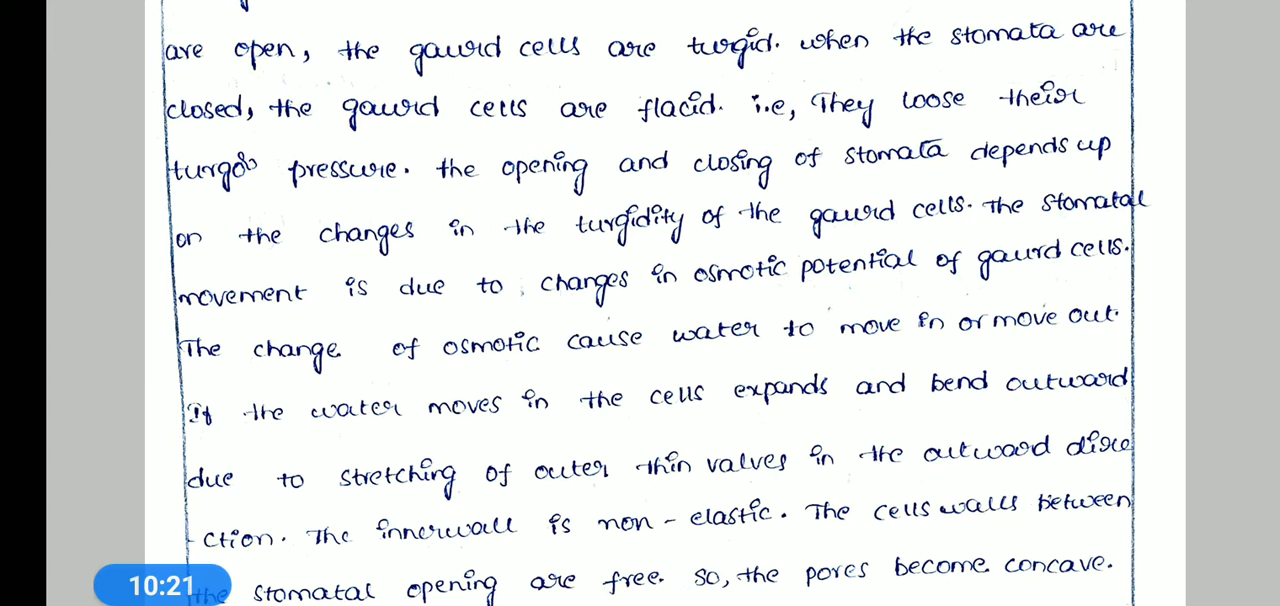 are open, the gaurd cells are turgid. when the stomata are
closed, the gaurd cells are flacid. i.e, They loose their
turgor pressure. the opening and closing of stomata depends up
on the changes in the turgidity of the gaurd cells. The stomatal
movement is due to changes in osmotic potential of gaurd cells.
The change of osmotic cause water to move in or move out.
If the water moves in the cells expands and bend outward
due to stretching of outer thin valves in the outward dire
-ction. The innerwall is non - elastic. The cells walls between
the stomatal opening are free. so, the pores become concave.
10:21